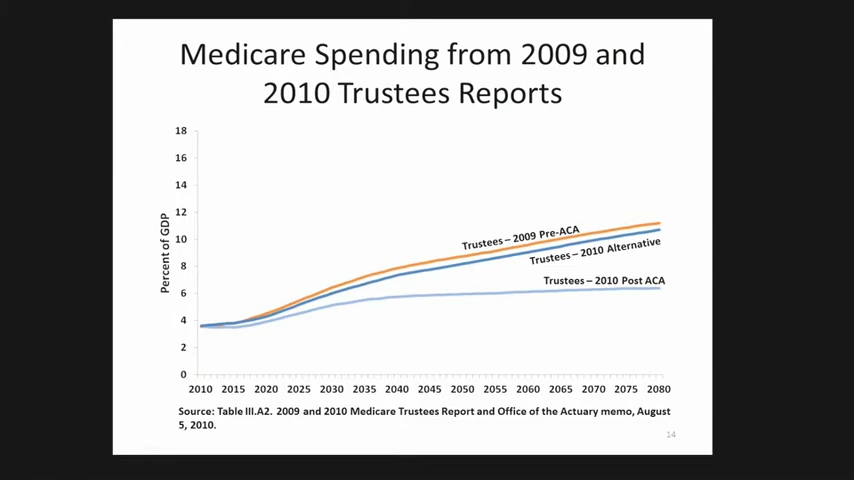 Medicare Spending from 2009 and
2010 Trustees Reports
18
16
14
12
10
8
6
4
2
0
Percent of GDP
Trustees – 2009 Pre-ACA
Trustees – 2010 Alternative
Trustees – 2010 Post ACA
2010 2015 2020 2025 2030 2035 2040 2045 2050 2055 2060 2065 2070 2075 2080
Source: Table III.A2. 2009 and 2010 Medicare Trustees Report and Office of the Actuary memo, August
5, 2010.
14